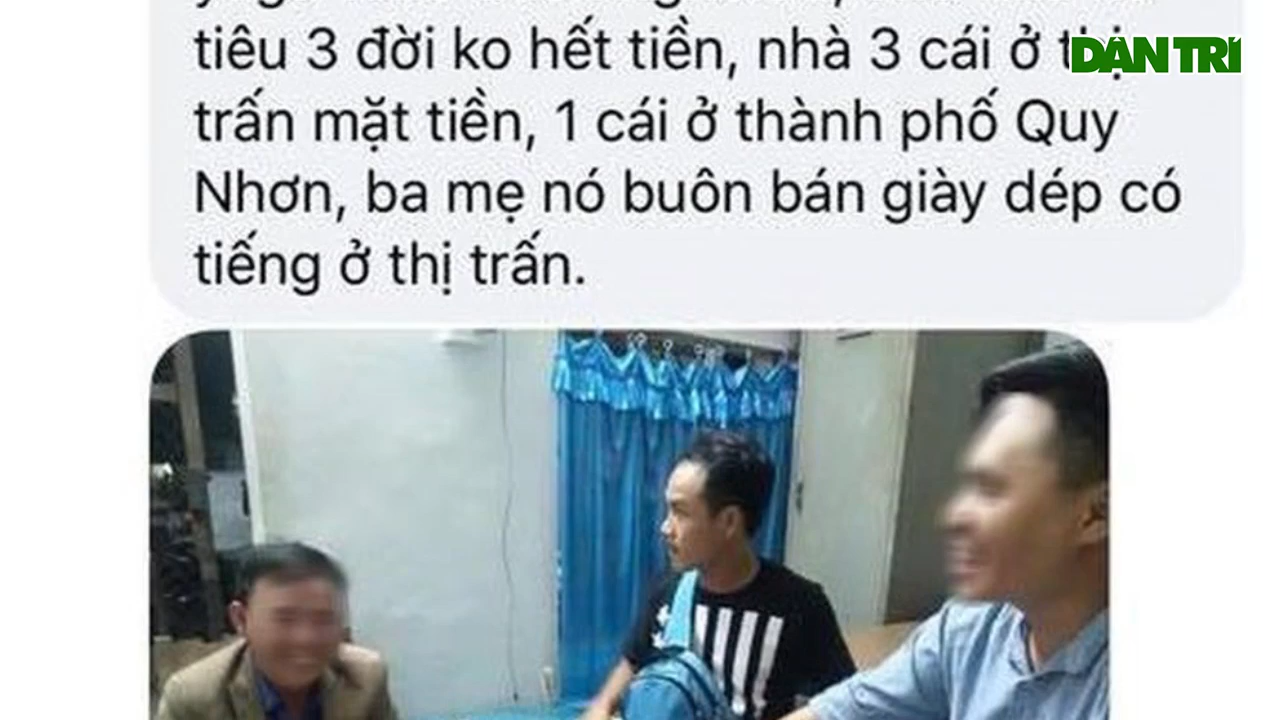 tiêu 3 đời ko hết tiền, nhà 3 cái ở thị
DÂN TRÍ
trấn mặt tiền, 1 cái ở thành phố Quy
Nhơn, ba mẹ nó buôn bán giày dép có
tiếng ở thị trấn.